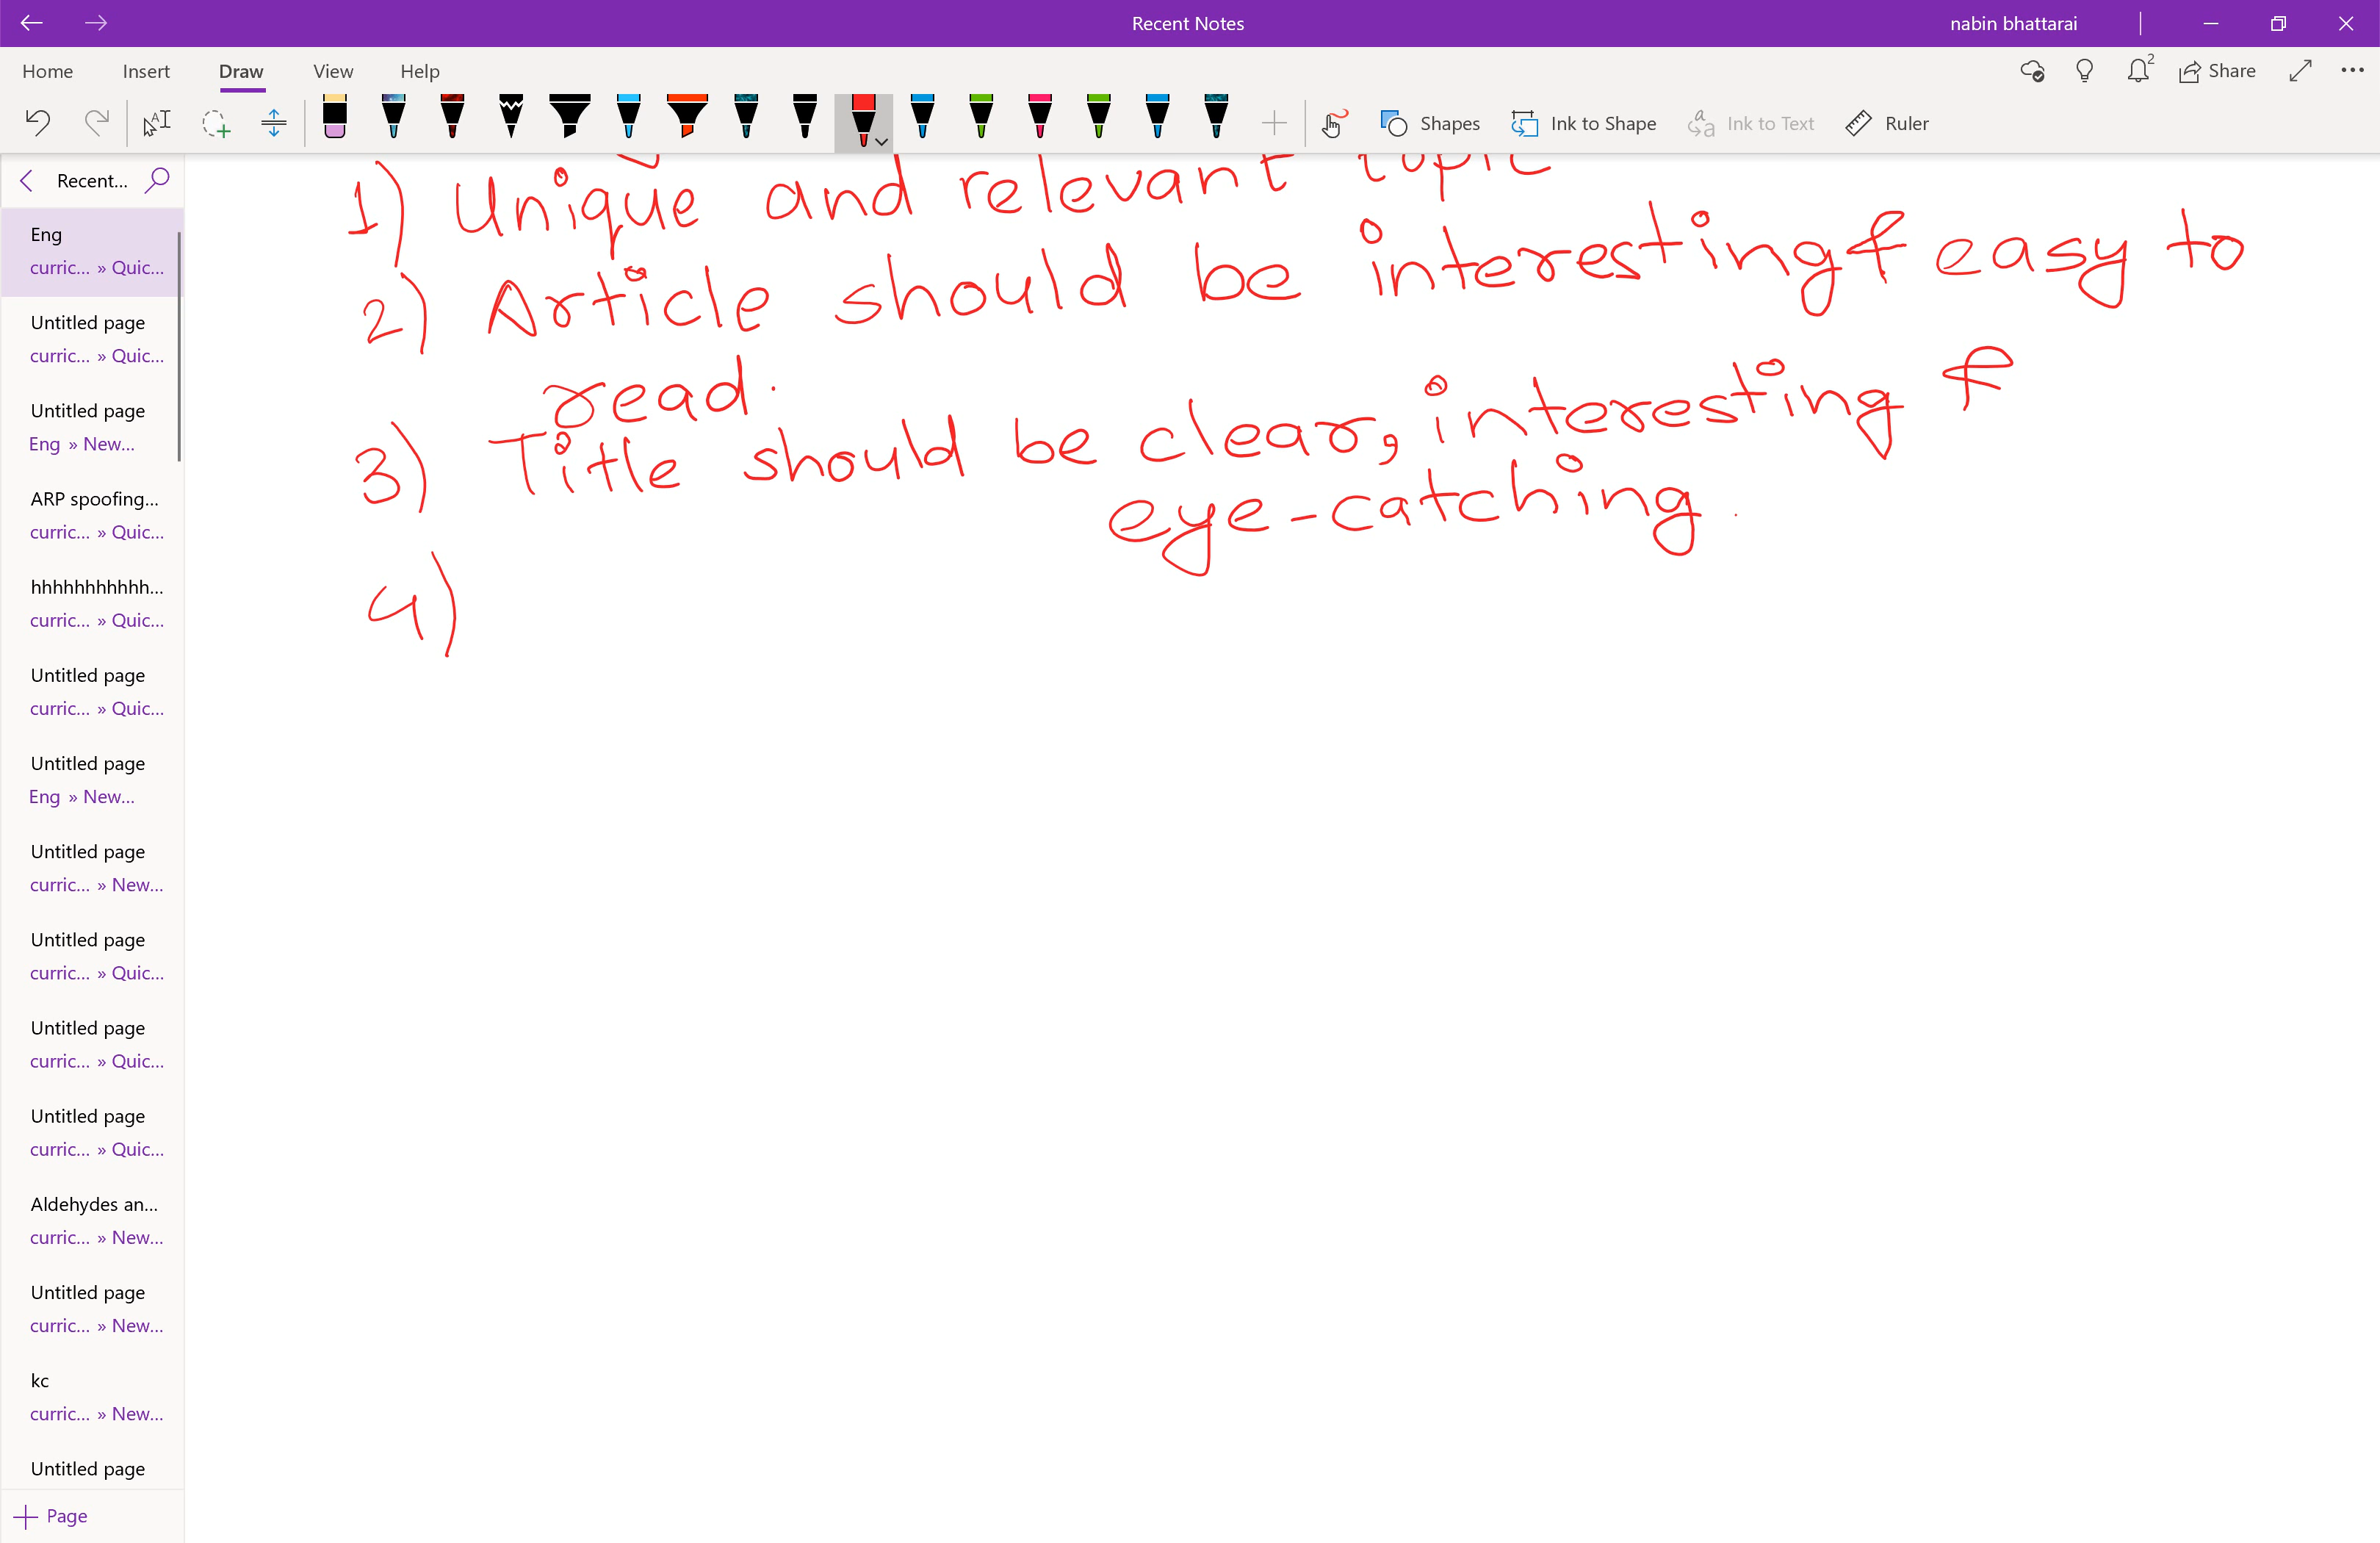 Recent Notes
nabin bhattarai
Home Insert Draw View Help
2
Share
Shapes Ink to Shape Ink to Text Ruler
Recent...
Eng
curric... » Quic...
Untitled page
curric... » Quic...
Untitled page
Eng » New...
ARP spoofing...
curric... » Quic...
hhhhhhhhhhh...
curric... » Quic...
Untitled page
curric... » Quic...
Untitled page
Eng » New...
Untitled page
curric... » New...
Untitled page
curric... » Quic...
Untitled page
curric... » Quic...
Untitled page
curric... » Quic...
Aldehydes an...
curric... » New...
Untitled page
curric... » New...
kc
curric... » New...
Untitled page
Page
1) Unique and relevant topic
2) Article should be interesting & easy to
read.
3) Title should be clear, interesting &
eye-catching.
4)